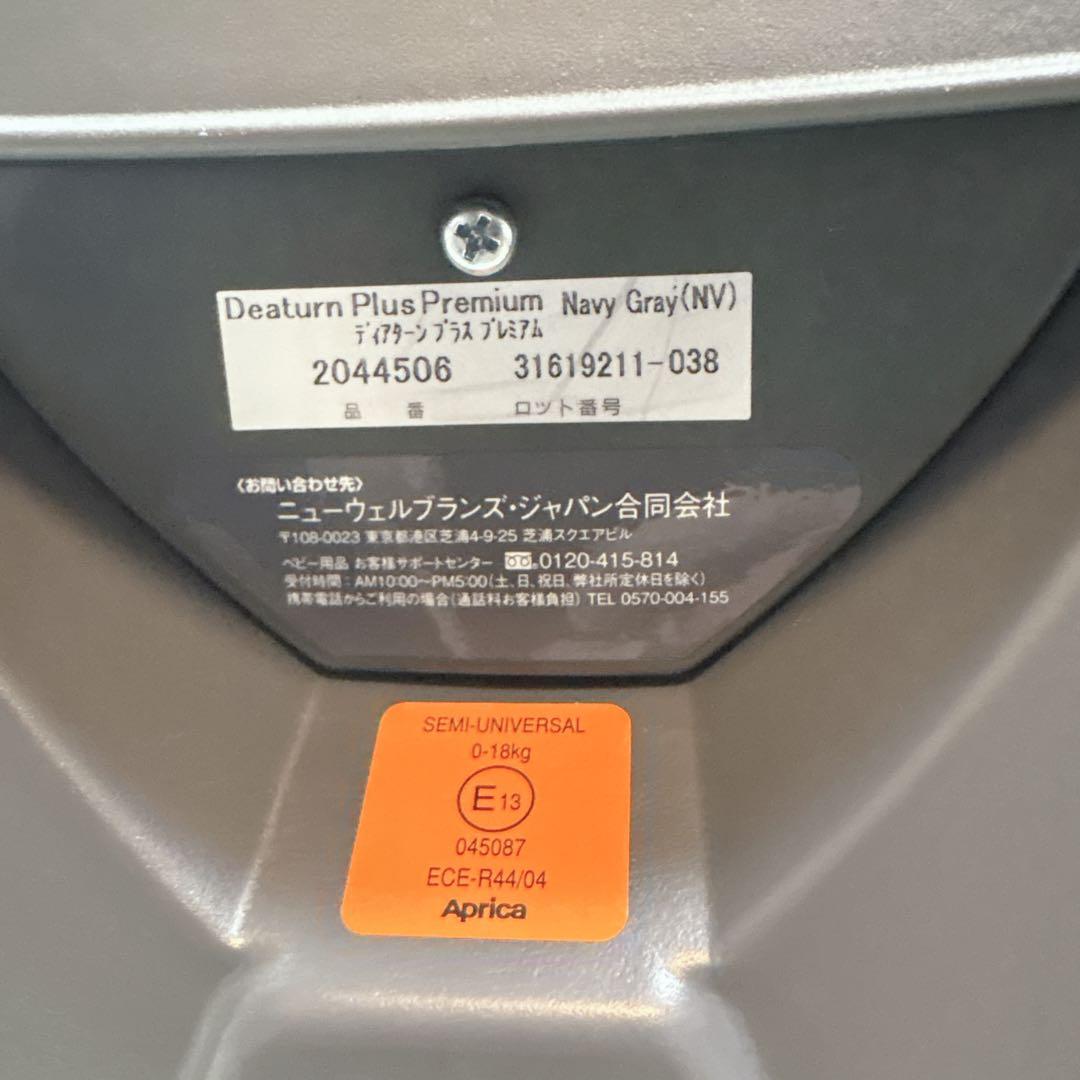 Deaturn Plus Premium Navy Gray(NV)
ディアターン プラス プレミアム
2044506 31619211-038
品番 ロット番号
〈お問い合わせ先〉
ニューウェルブランズ・ジャパン合同会社
〒108-0023 東京都港区芝浦4-9-25 芝浦スクエアビル
ベビー用品 お客様サポートセンター 0120-415-814
受付時間：AM10:00〜PM5:00(土、日、祝日、弊社所定休日を除く)
携帯電話からご利用の場合(通話料お客様負担) TEL 0570-004-155
SEMI-UNIVERSAL
0-18kg
E13
045087
ECE-R44/04
Aprica